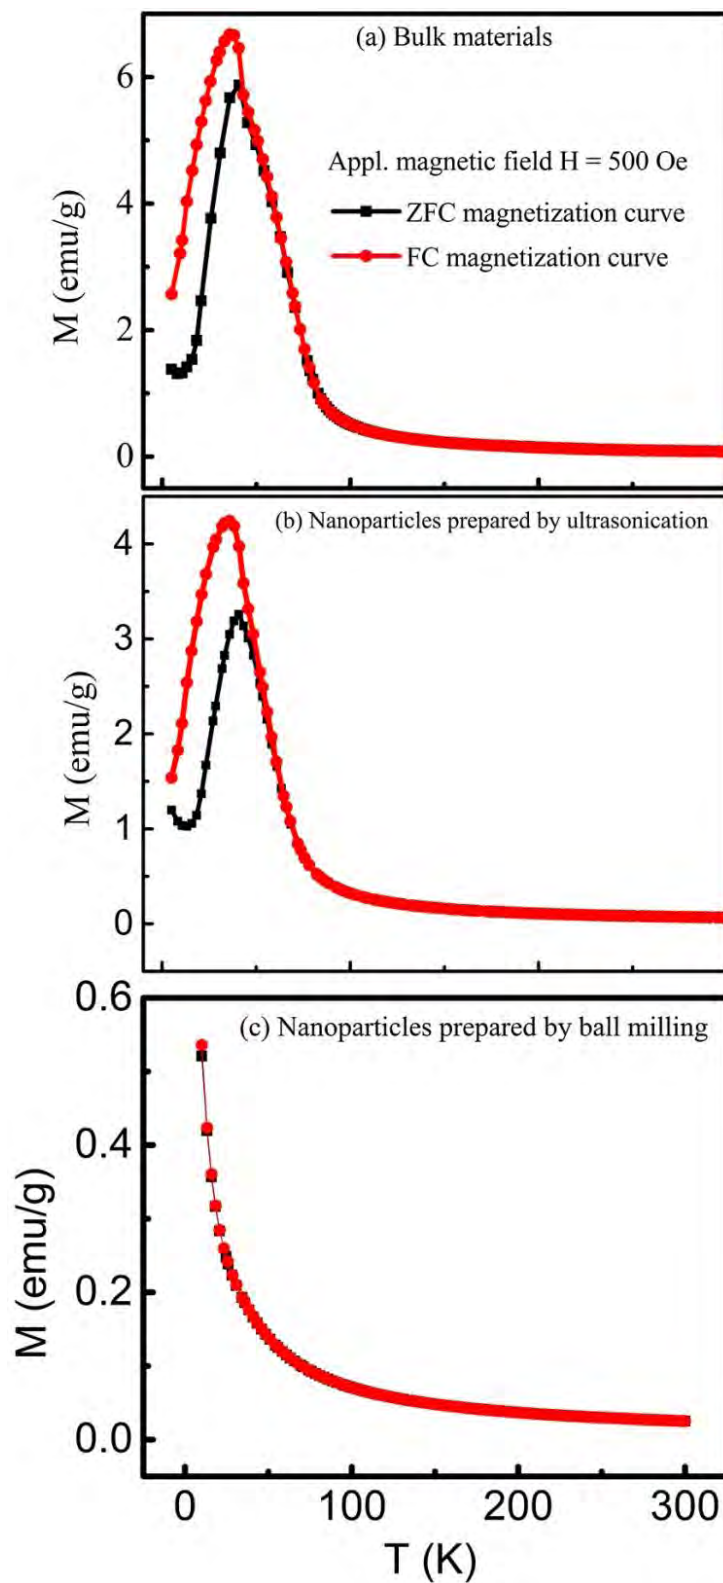 (a) Bulk materials
6
Appl. magnetic field H = 500 Oe
ZFC magnetization curve
4
FC magnetization curve
M (emu/g)
2
0
(b) Nanoparticles prepared by ultrasonication
4
3
M (emu/g)
2
1
0
0.6
(c) Nanoparticles prepared by ball milling
0.4
M (emu/g)
0.2
0.0
0 100 200 300
T (K)